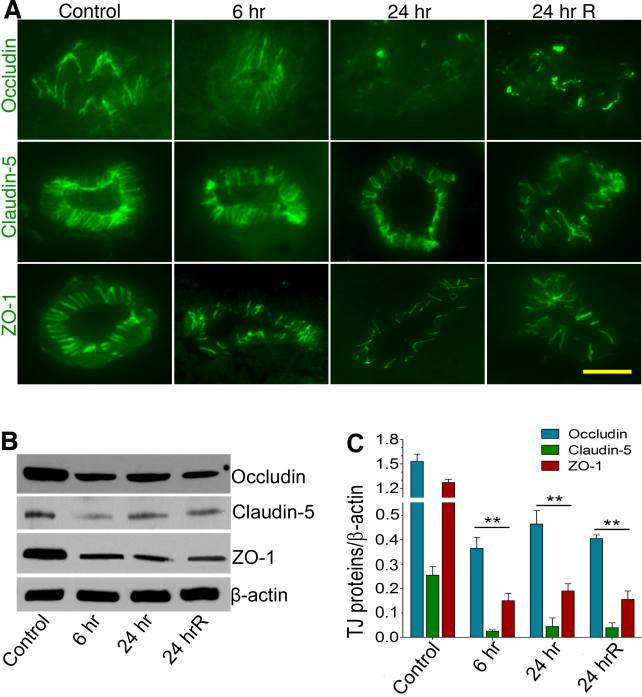 A
Control 6 hr 24 hr 24 hr R
Occludin
Claudin-5
ZO-1
B
Occludin
Claudin-5
ZO-1
β-actin
Control 6 hr 24 hr 24 hrR
C
Occludin
Claudin-5
ZO-1
TJ proteins/β-actin
1.8
1.5
1.2
0.5
0.4
0.3
0.2
0.1
0.0
** ** **
Control 6 hr 24 hr 24 hrR